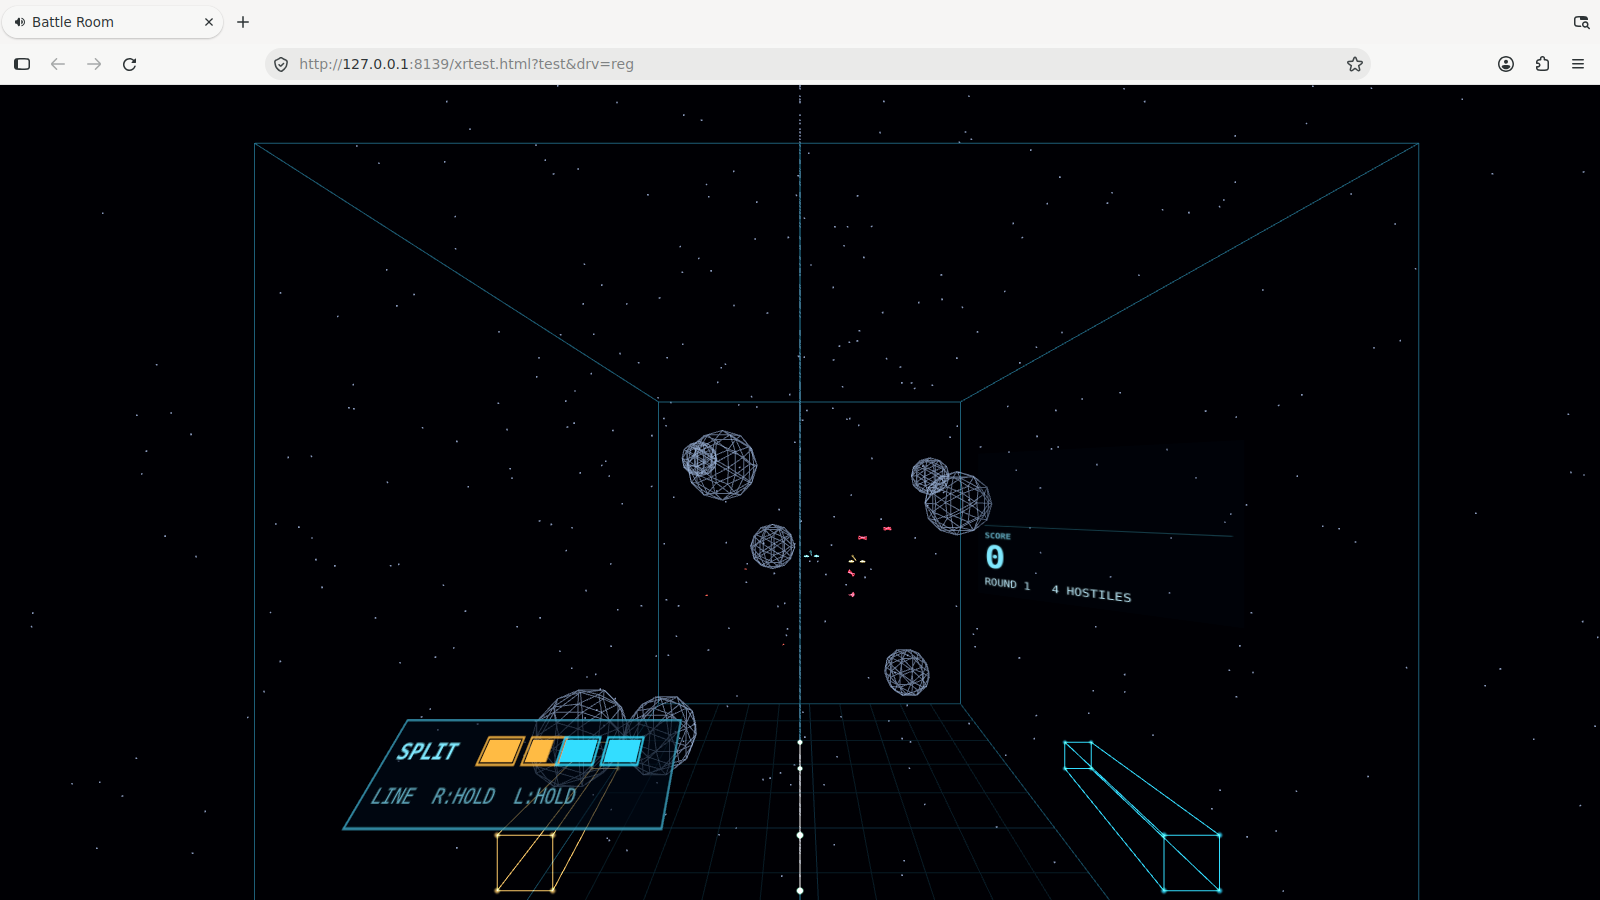 Battle Room
http://127.0.0.1:8139/xrtest.html?test&drv=reg
SCORE
0
ROUND 1 4 HOSTILES
SPLIT
LINE R:HOLD L:HOLD